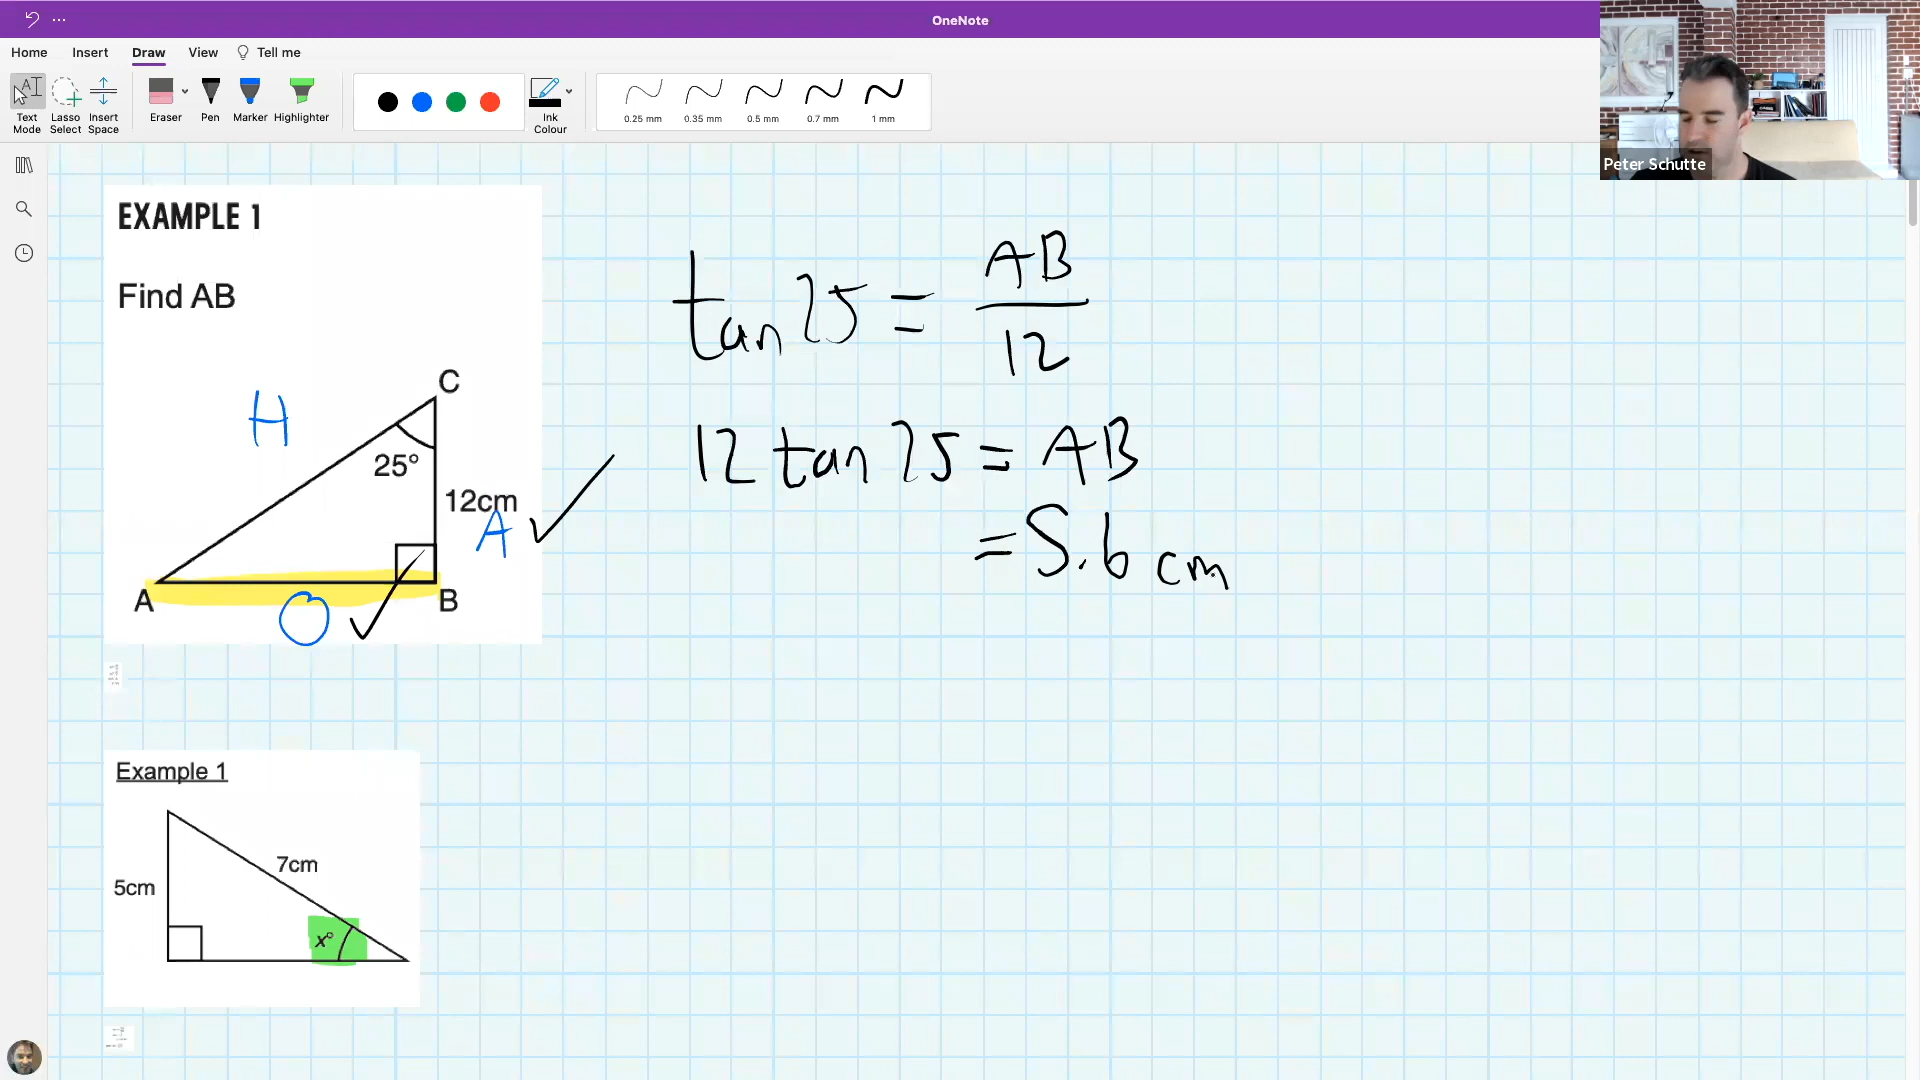 OneNote
Home Insert Draw View Tell me
Text Mode
Lasso Select
Insert Space
Eraser
Pen
Marker
Highlighter
Ink Colour
0.25 mm
0.35 mm
0.5 mm
0.7 mm
1 mm
Peter Schutte
EXAMPLE 1
Find AB
C
H
25°
12cm
A
A
B
O
tan 25 = AB/12
12 tan 25 = AB
= 5.6 cm
Example 1
7cm
5cm
x°